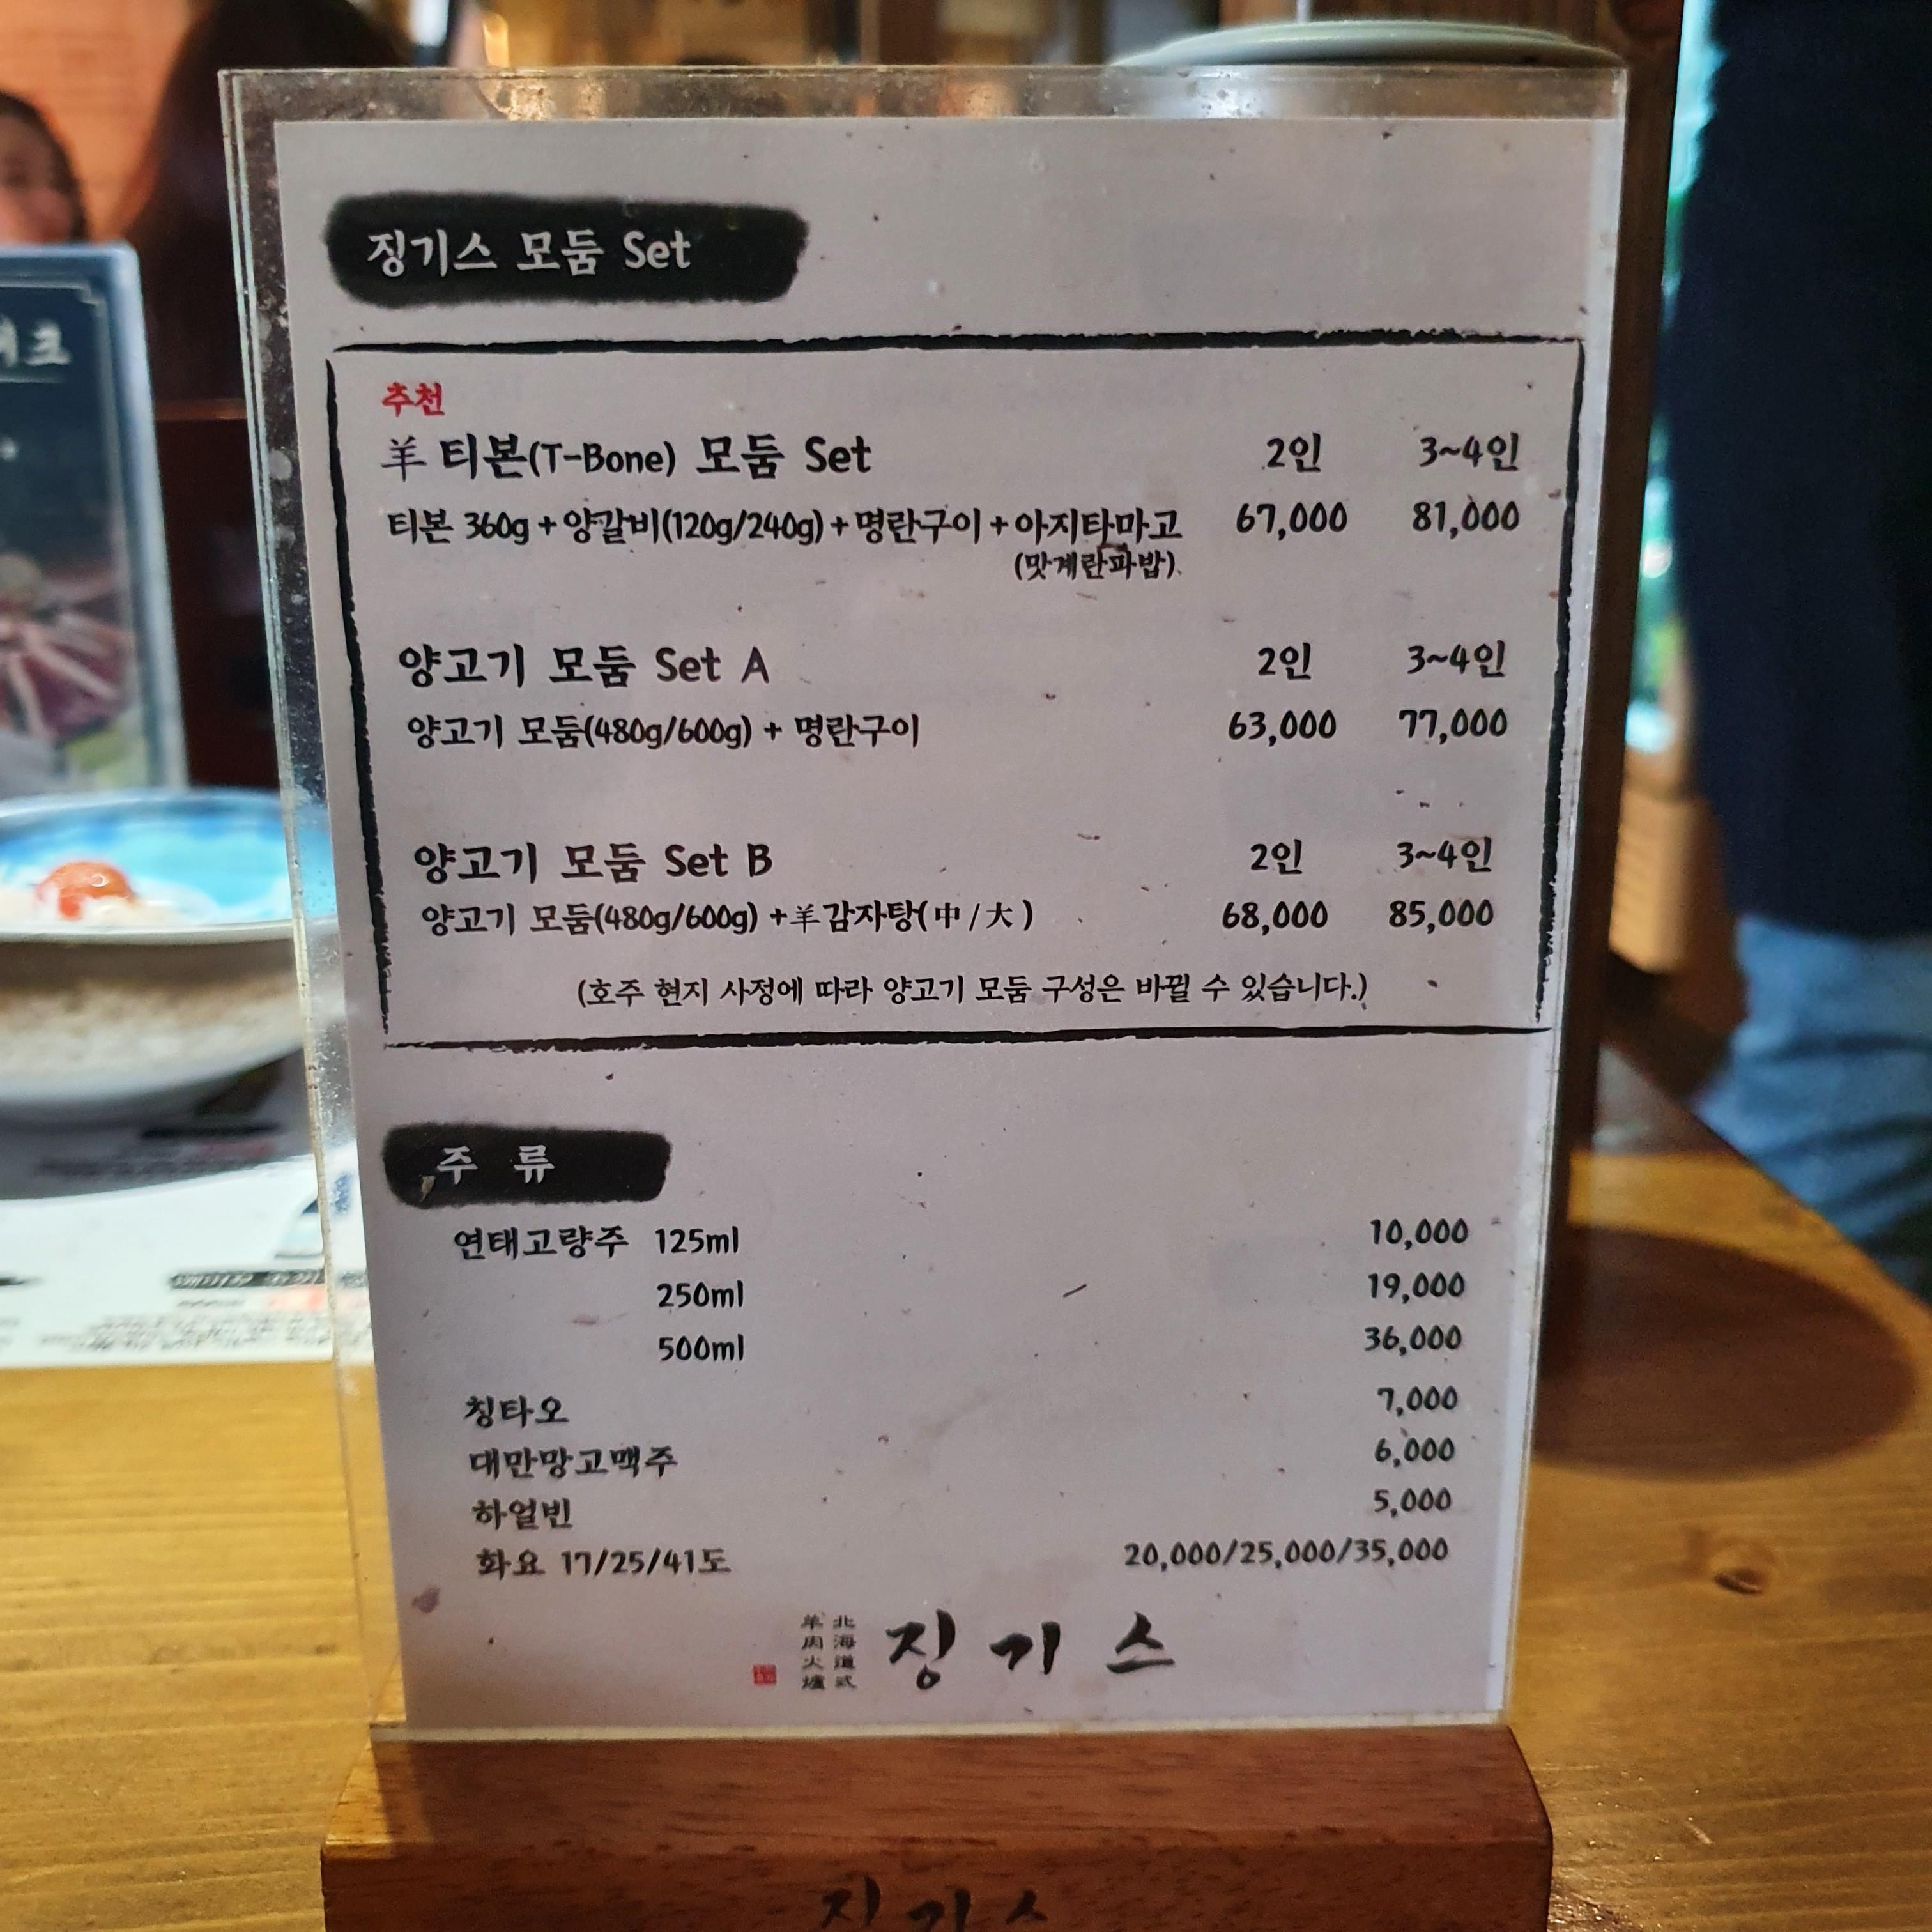 징기스 모둠 Set
추천
羊 티본(T-Bone) 모둠 Set 2인 3~4인
티본 360g + 양갈비(120g/240g) + 명란구이 + 아지타마고 67,000 81,000
(맛계란파밥)
양고기 모둠 Set A 2인 3~4인
양고기 모둠(480g/600g) + 명란구이 63,000 77,000
양고기 모둠 Set B 2인 3~4인
양고기 모둠(480g/600g) +羊감자탕(中/大) 68,000 85,000
(호주 현지 사정에 따라 양고기 모둠 구성은 바뀔 수 있습니다.)
주 류
연태고량주 125ml 10,000
250ml 19,000
500ml 36,000
칭타오 7,000
대만망고맥주 6,000
하얼빈 5,000
화요 17/25/41도 20,000/25,000/35,000
北海道式
羊肉火爐
징기스
징기스